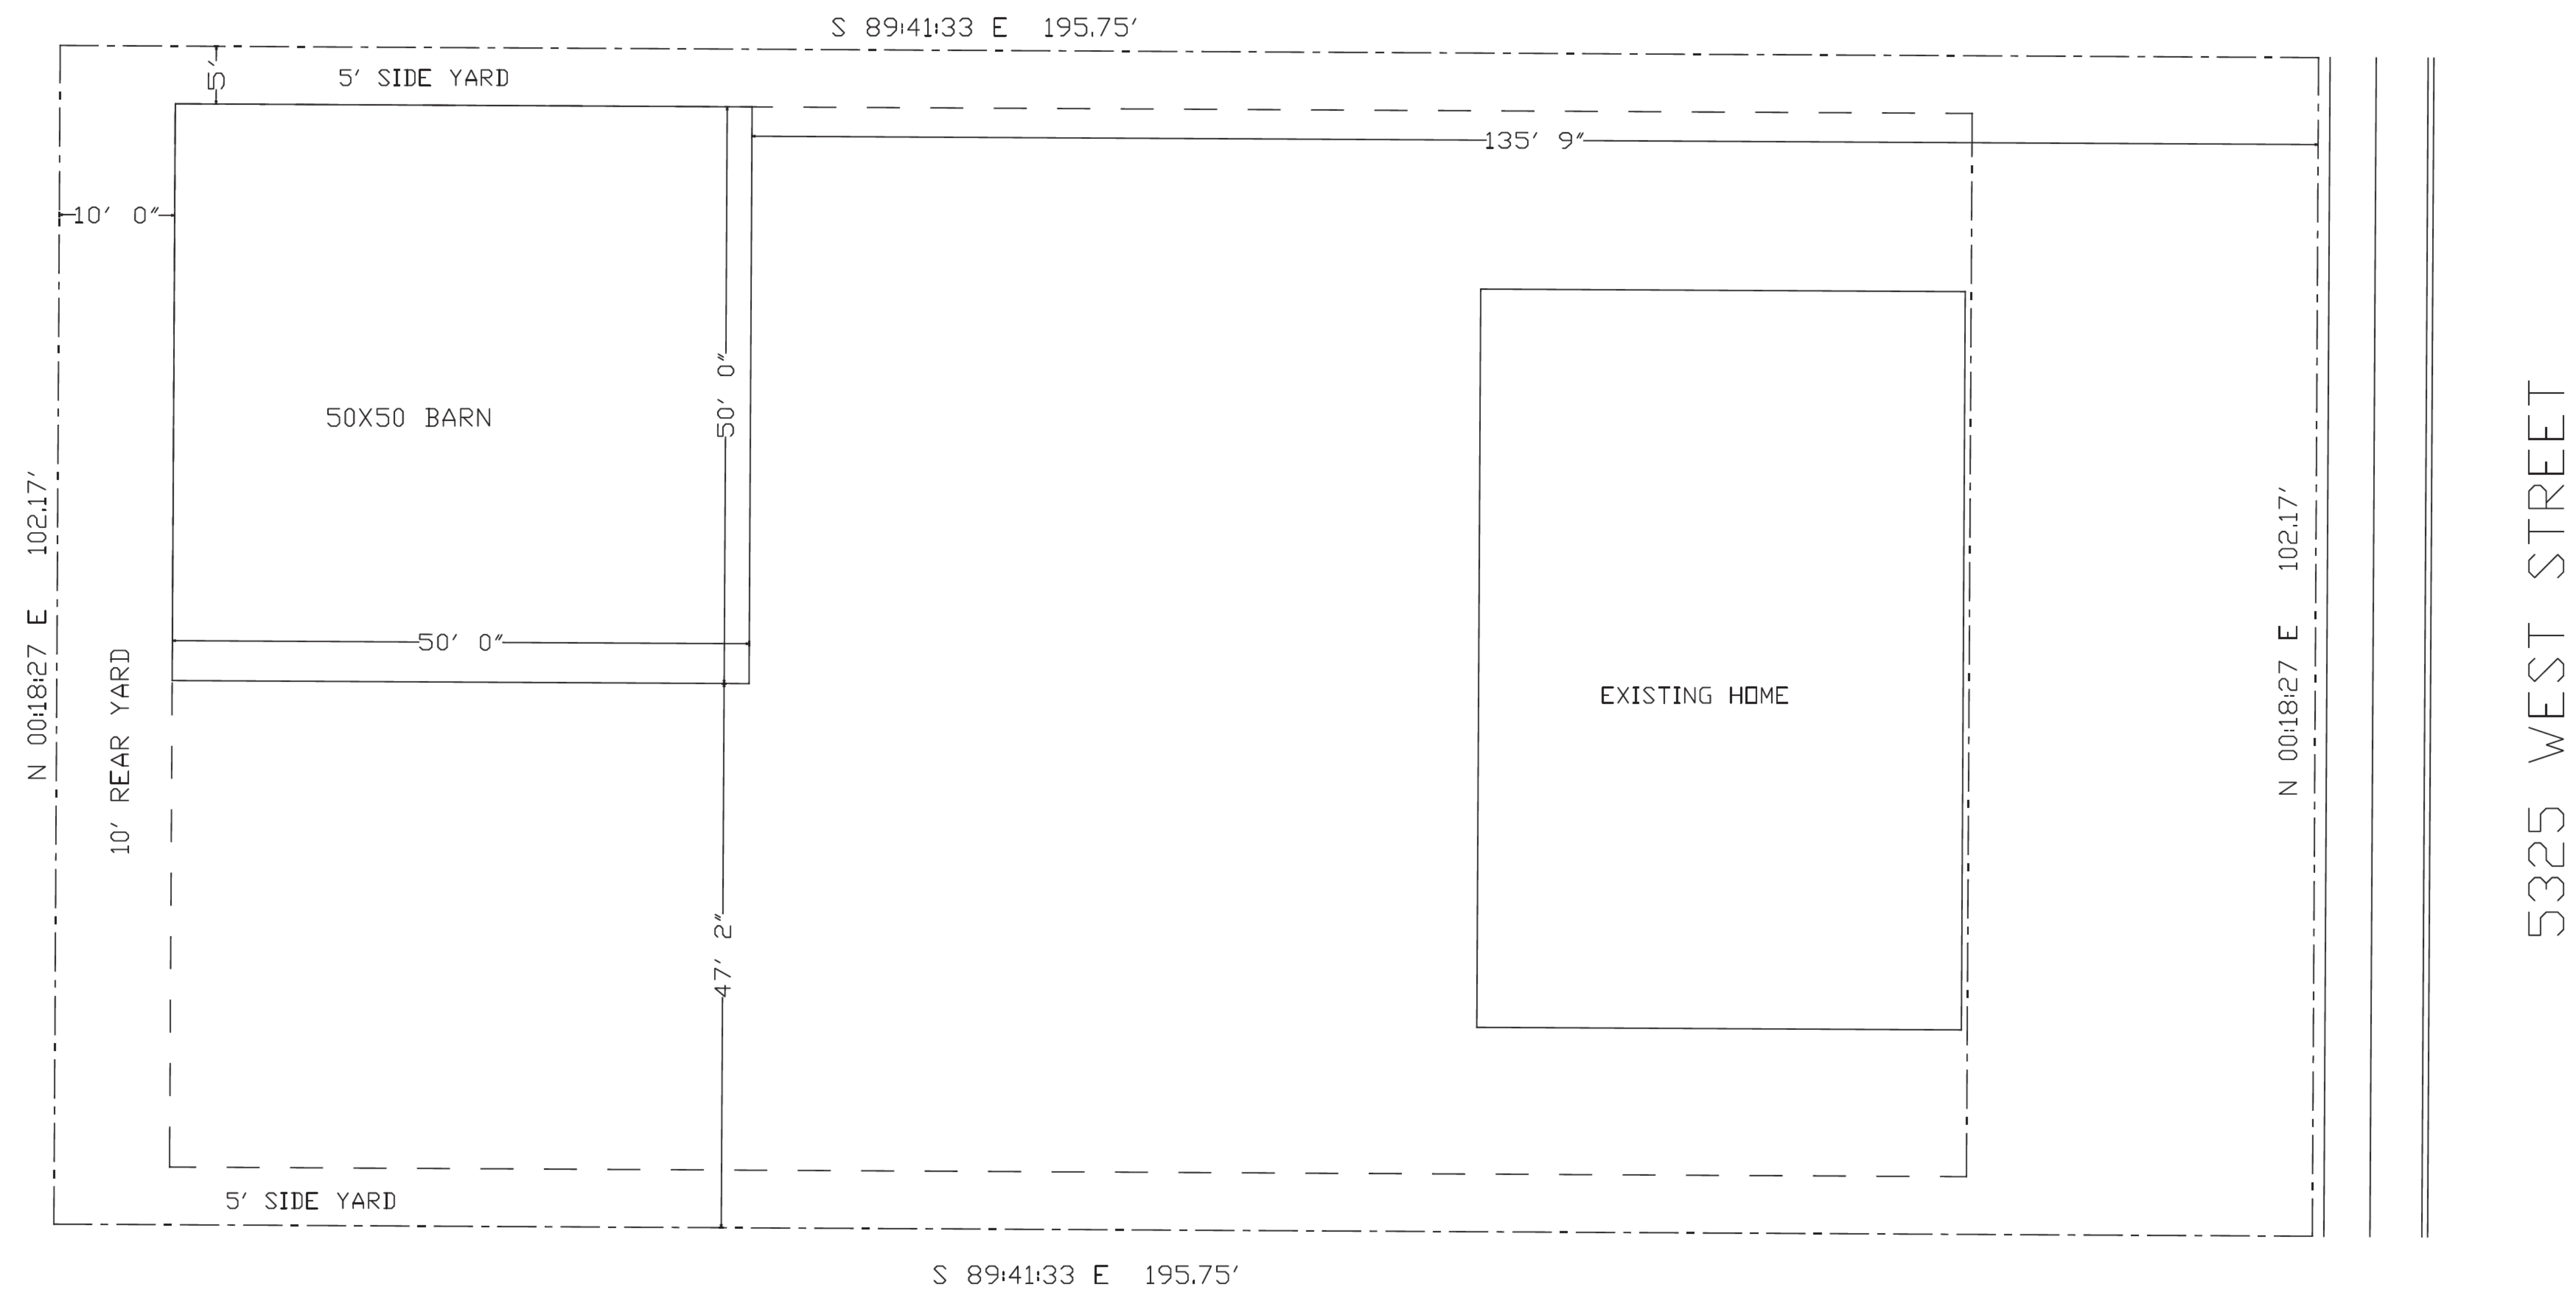 S 89:41:33 E 195.75'
5'
5' SIDE YARD
135' 9"
10' 0"
50' 0"
50X50 BARN
N 00:18:27 E 102.17'
N 00:18:27 E 102.17'
5325 WEST STREET
50' 0"
10' REAR YARD
EXISTING HOME
47' 2"
5' SIDE YARD
S 89:41:33 E 195.75'